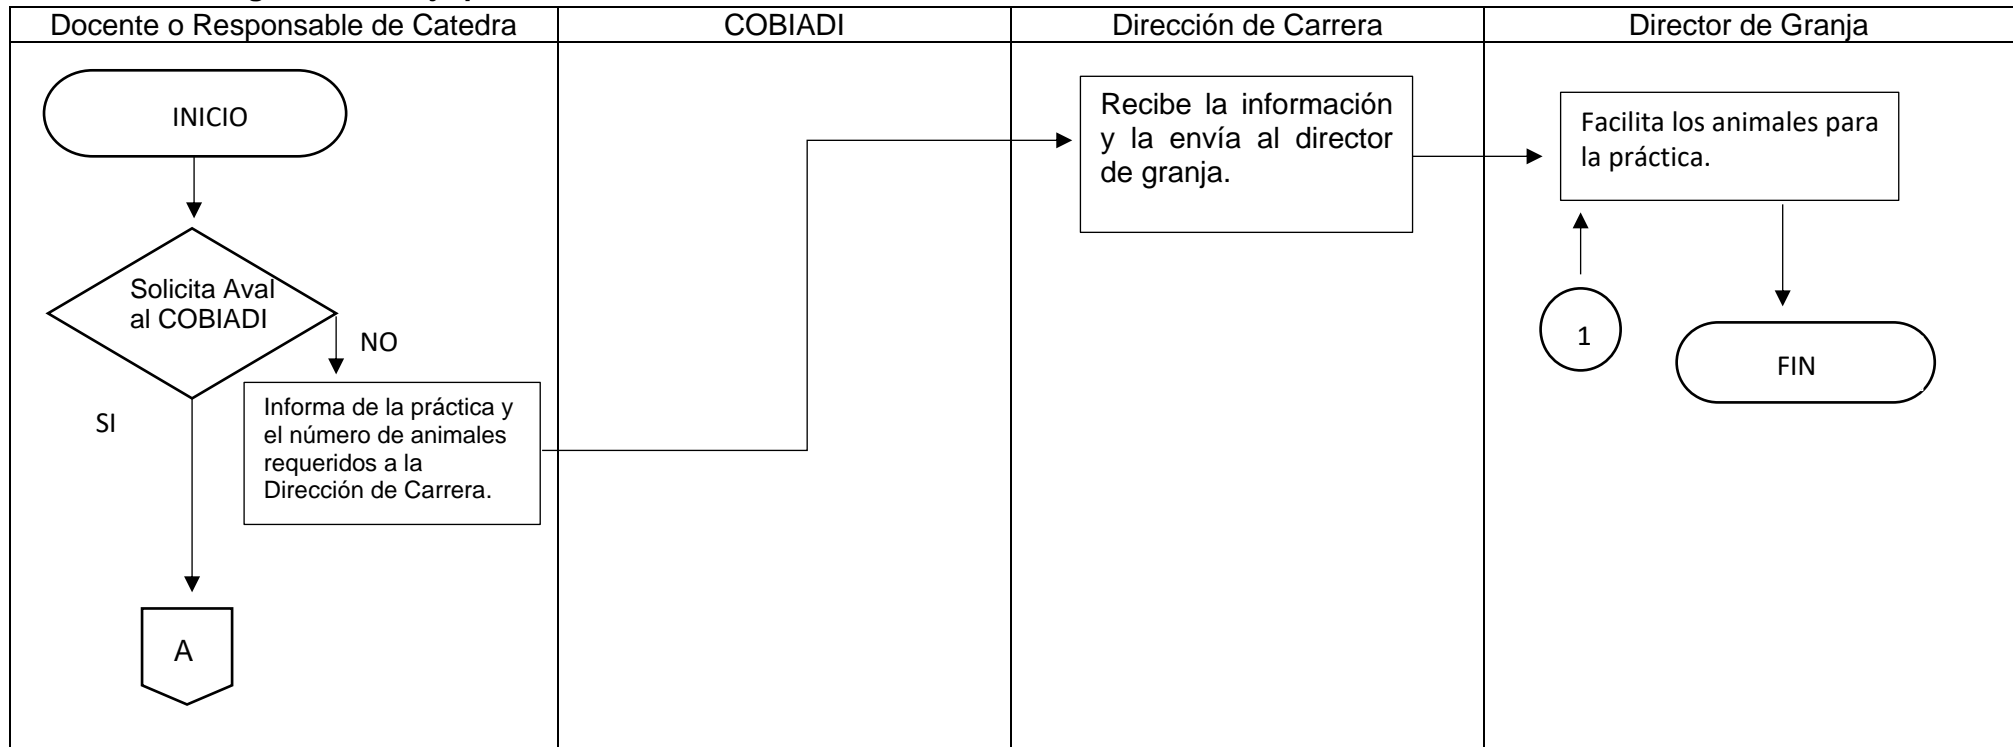 Docente o Responsable de Catedra
COBIADI
Dirección de Carrera
Director de Granja
INICIO
Solicita Aval
al COBIADI
NO
SI
Informa de la práctica y
el número de animales
requeridos a la
Dirección de Carrera.
A
Recibe la información
y la envía al director
de granja.
Facilita los animales para
la práctica.
1
FIN